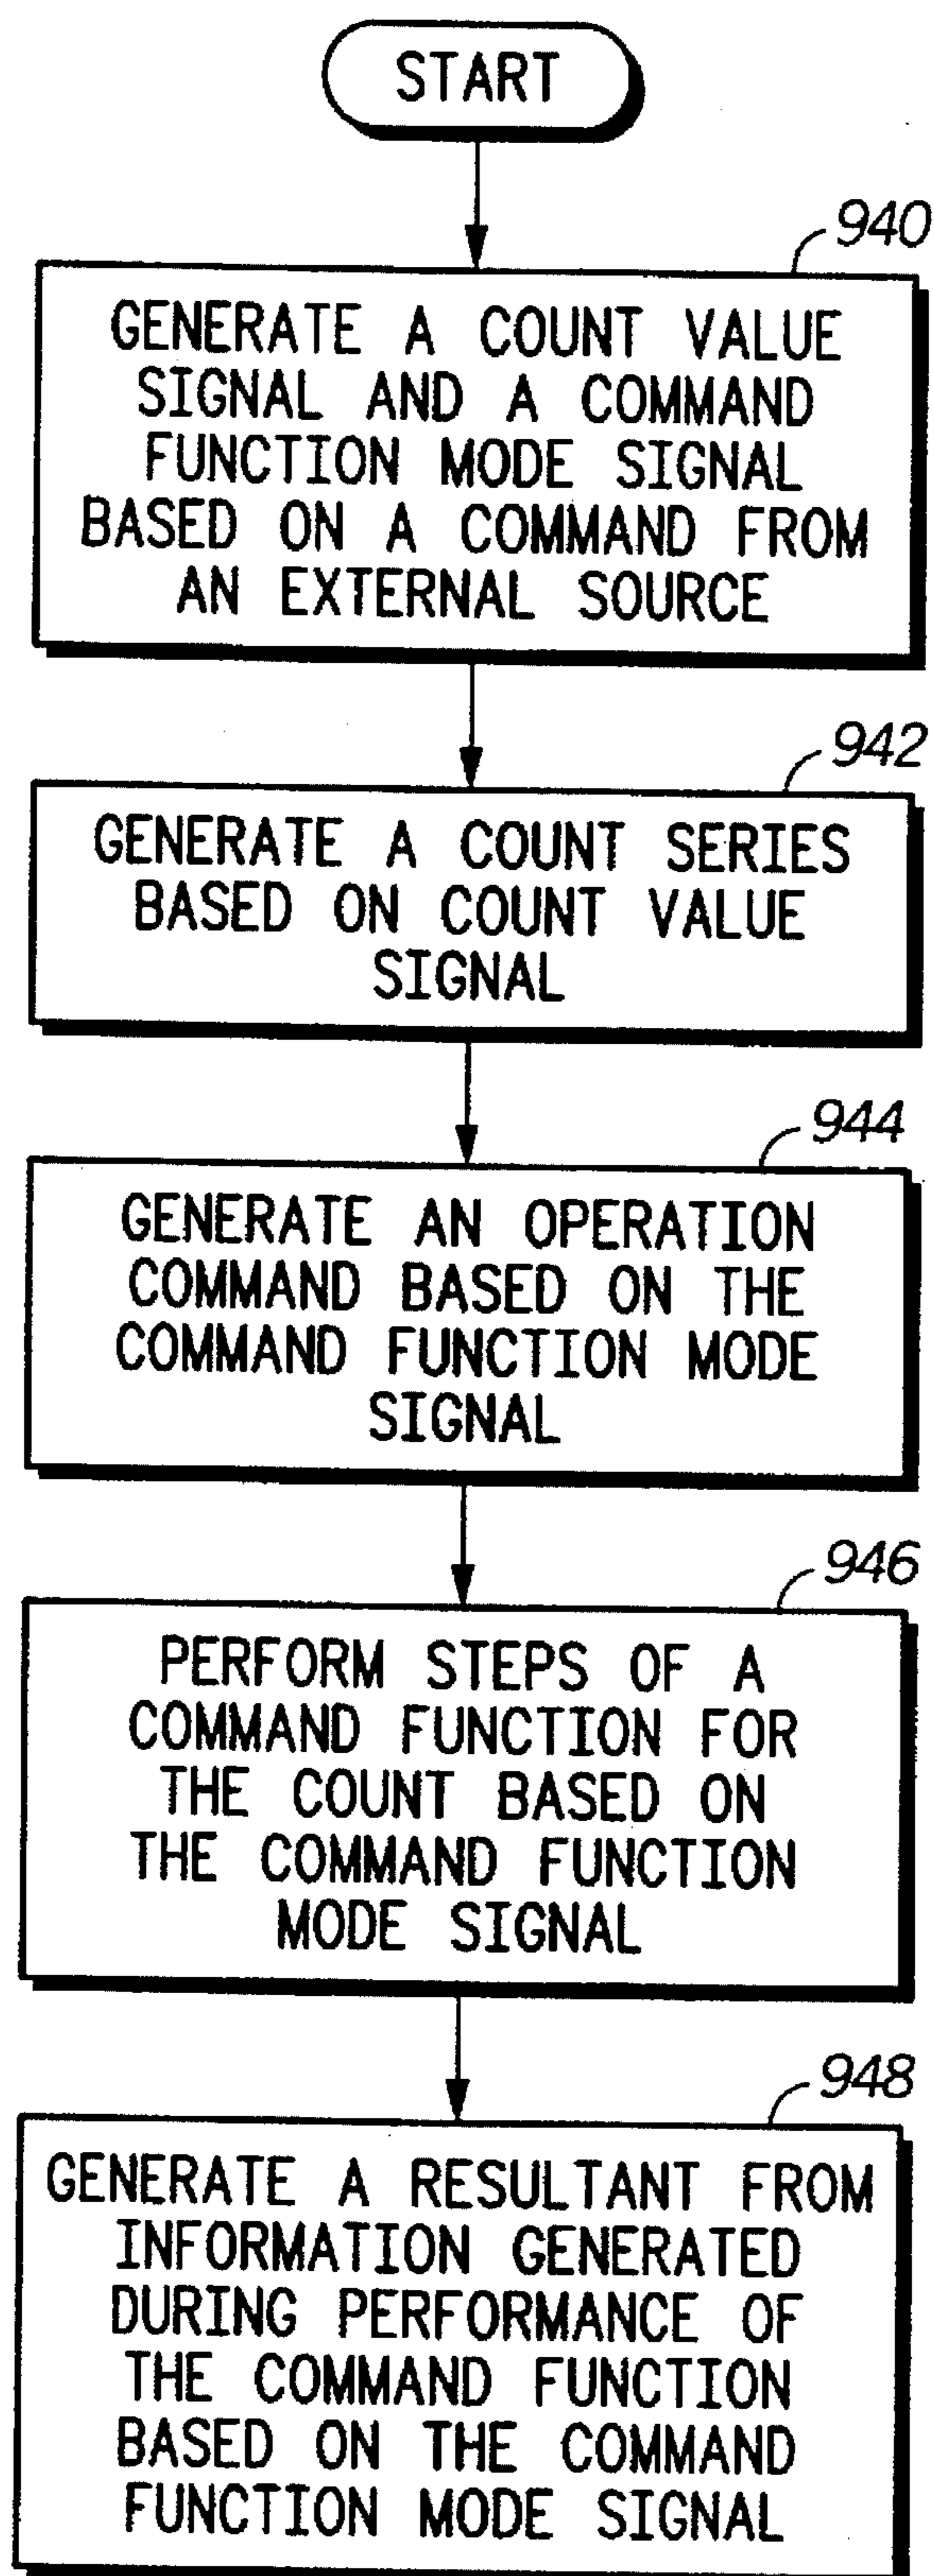 START
940
GENERATE A COUNT VALUE
SIGNAL AND A COMMAND
FUNCTION MODE SIGNAL
BASED ON A COMMAND FROM
AN EXTERNAL SOURCE
942
GENERATE A COUNT SERIES
BASED ON COUNT VALUE
SIGNAL
944
GENERATE AN OPERATION
COMMAND BASED ON THE
COMMAND FUNCTION MODE
SIGNAL
946
PERFORM STEPS OF A
COMMAND FUNCTION FOR
THE COUNT BASED ON
THE COMMAND FUNCTION
MODE SIGNAL
948
GENERATE A RESULTANT FROM
INFORMATION GENERATED
DURING PERFORMANCE OF
THE COMMAND FUNCTION
BASED ON THE COMMAND
FUNCTION MODE SIGNAL